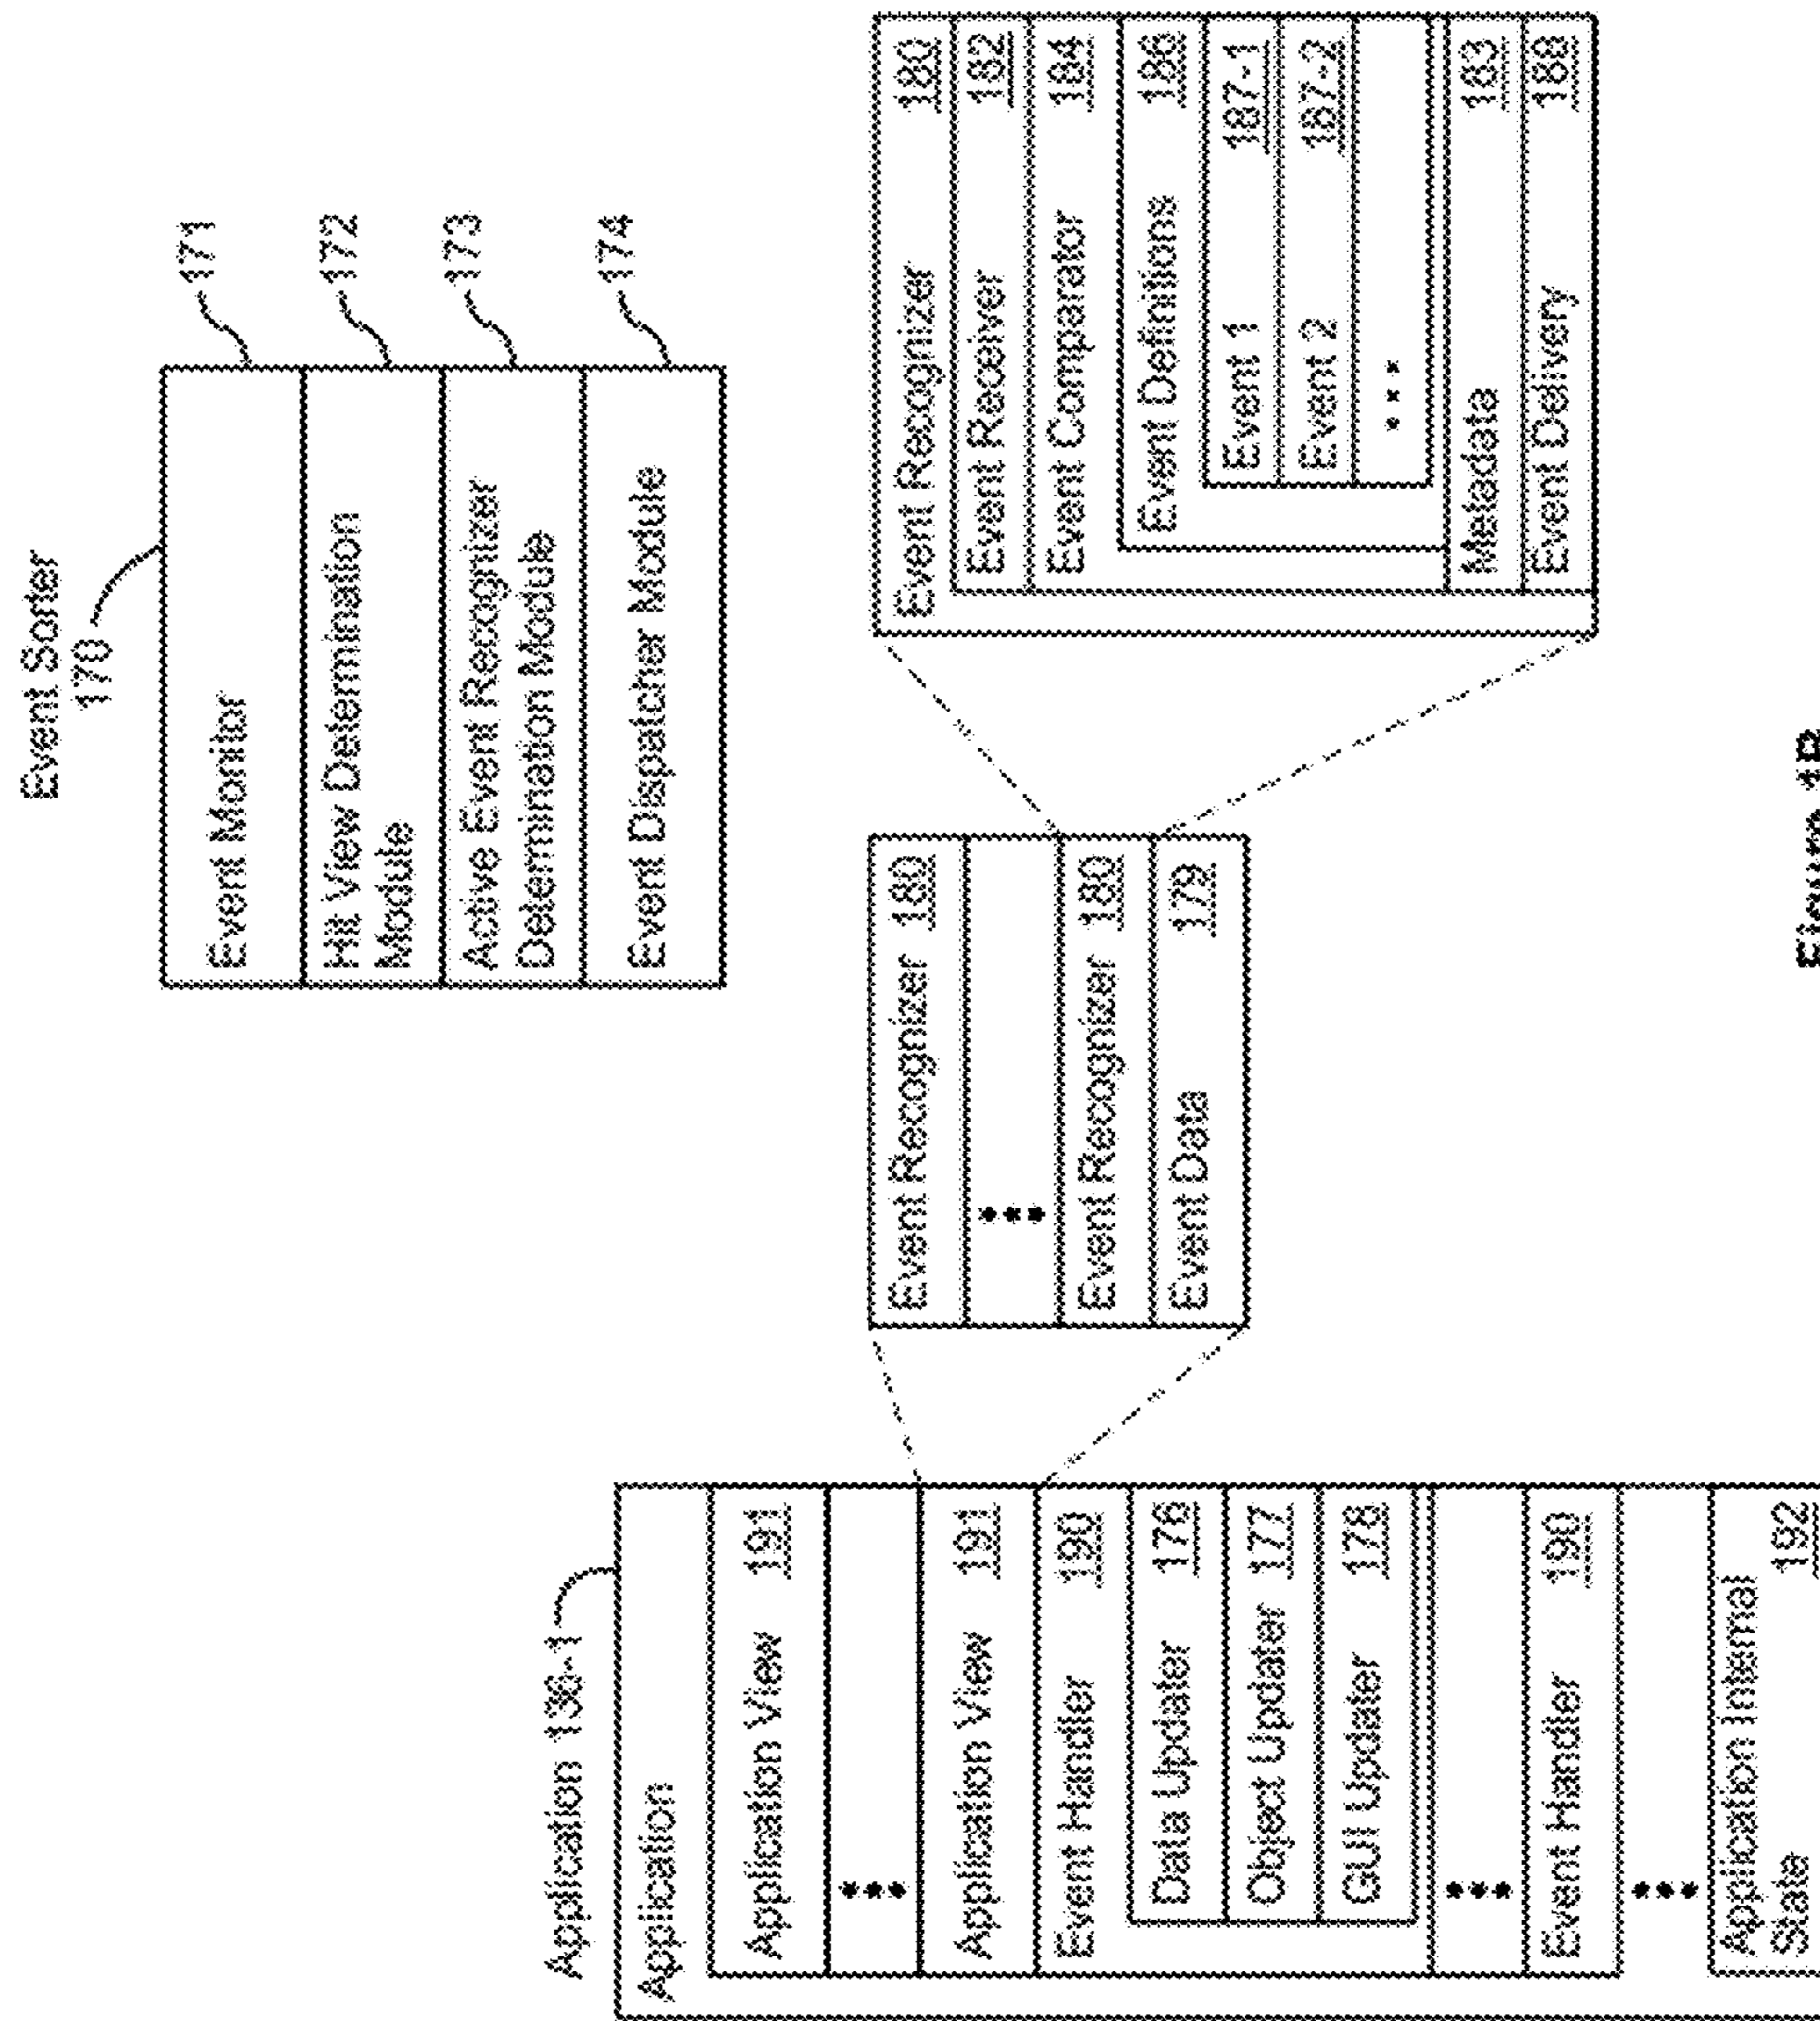 Event Sorter
170
Event Monitor
171
Hit View Determination
Module
172
Active Event Recognizer
Determination Module
173
Event Dispatcher Module
174
Application 136-1
Application
Application View 191
•••
Application View 191
Event Handler 190
Data Updater 176
Object Updater 177
GUI Updater 178
•••
Event Handler 190
•••
Application Internal
State 192
Event Recognizer 180
•••
Event Recognizer 180
Event Data 179
Event Recognizer 180
Event Receiver 182
Event Comparator 184
Event Definitions 186
Event 1 187-1
Event 2 187-2
•••
Metadata 183
Event Delivery 188
Figure 1B